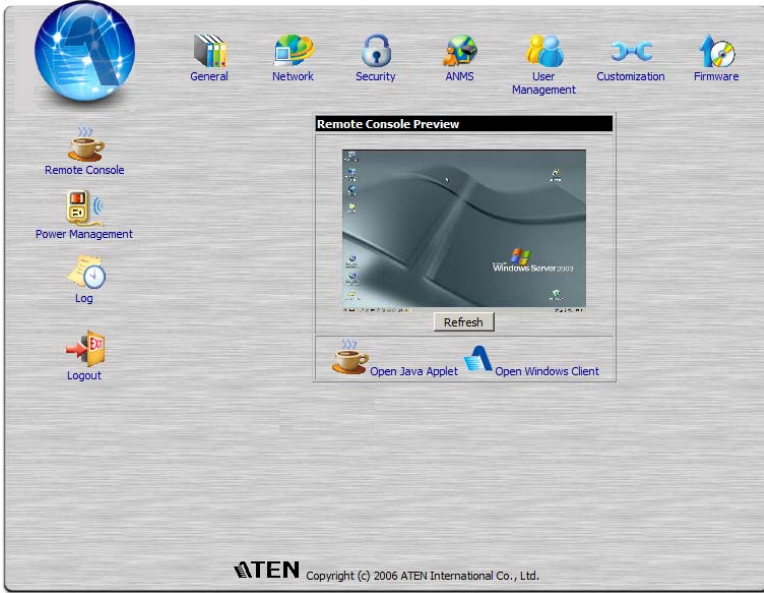 General Network Security ANMS User Management Customization Firmware
Remote Console Preview
Remote Console
Power Management
Log
Logout
Windows Server 2003
Refresh
Open Java Applet Open Windows Client
ATEN Copyright (c) 2006 ATEN International Co., Ltd.